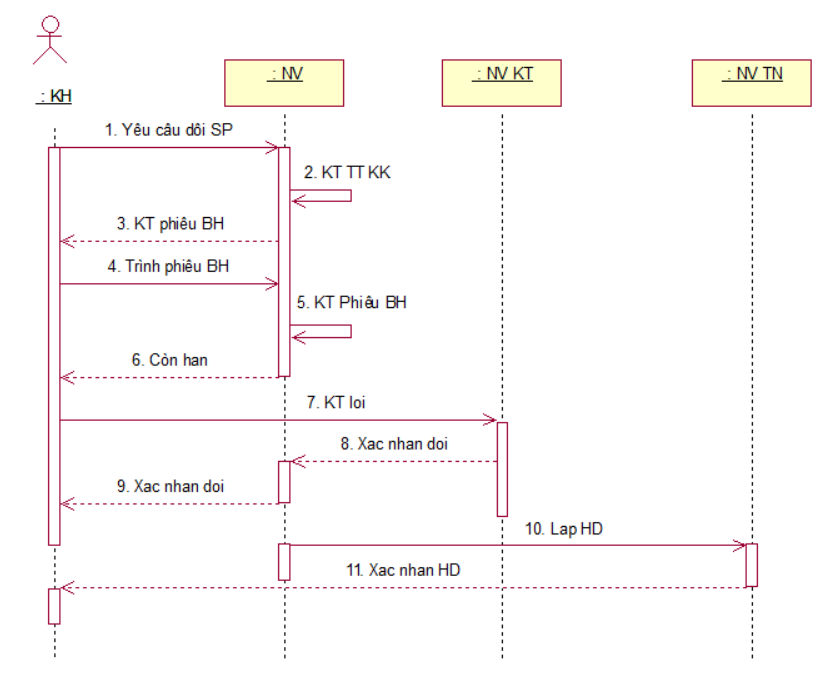 : KH
: NV
: NV KT
: NV TN
1. Yêu câu dôi SP
2. KT TT KK
3. KT phiêu BH
4. Trình phiêu BH
5. KT Phiêu BH
6. Còn han
7. KT loi
8. Xac nhan doi
9. Xac nhan doi
10. Lap HD
11. Xac nhan HD